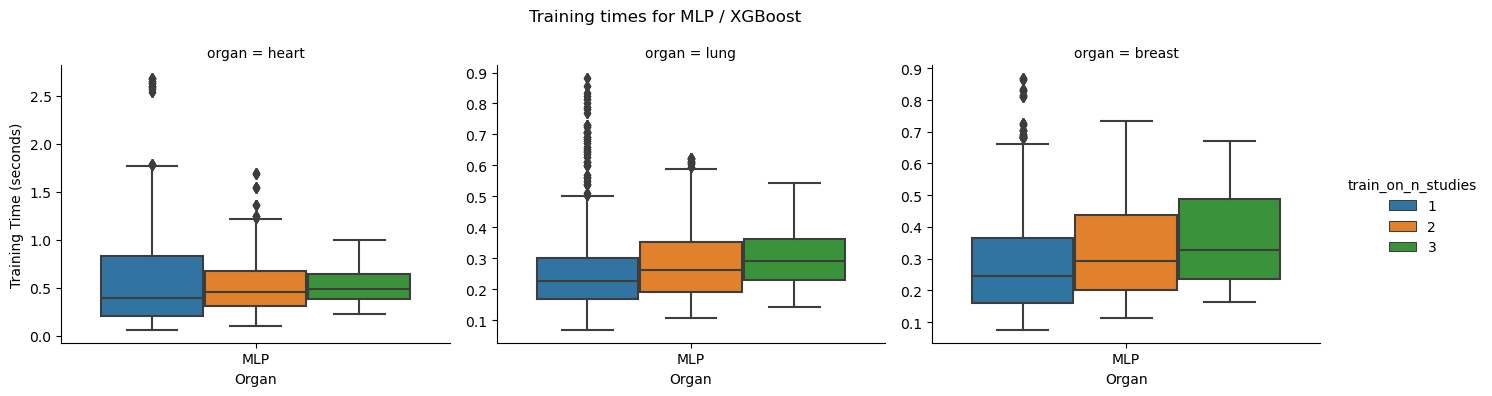 Training times for MLP / XGBoost
organ = heart
organ = lung
organ = breast
Training Time (seconds)
2.5
2.0
1.5
1.0
0.5
0.0
MLP
Organ
0.9
0.8
0.7
0.6
0.5
0.4
0.3
0.2
0.1
MLP
Organ
0.9
0.8
0.7
0.6
0.5
0.4
0.3
0.2
0.1
MLP
Organ
train_on_n_studies
1
2
3